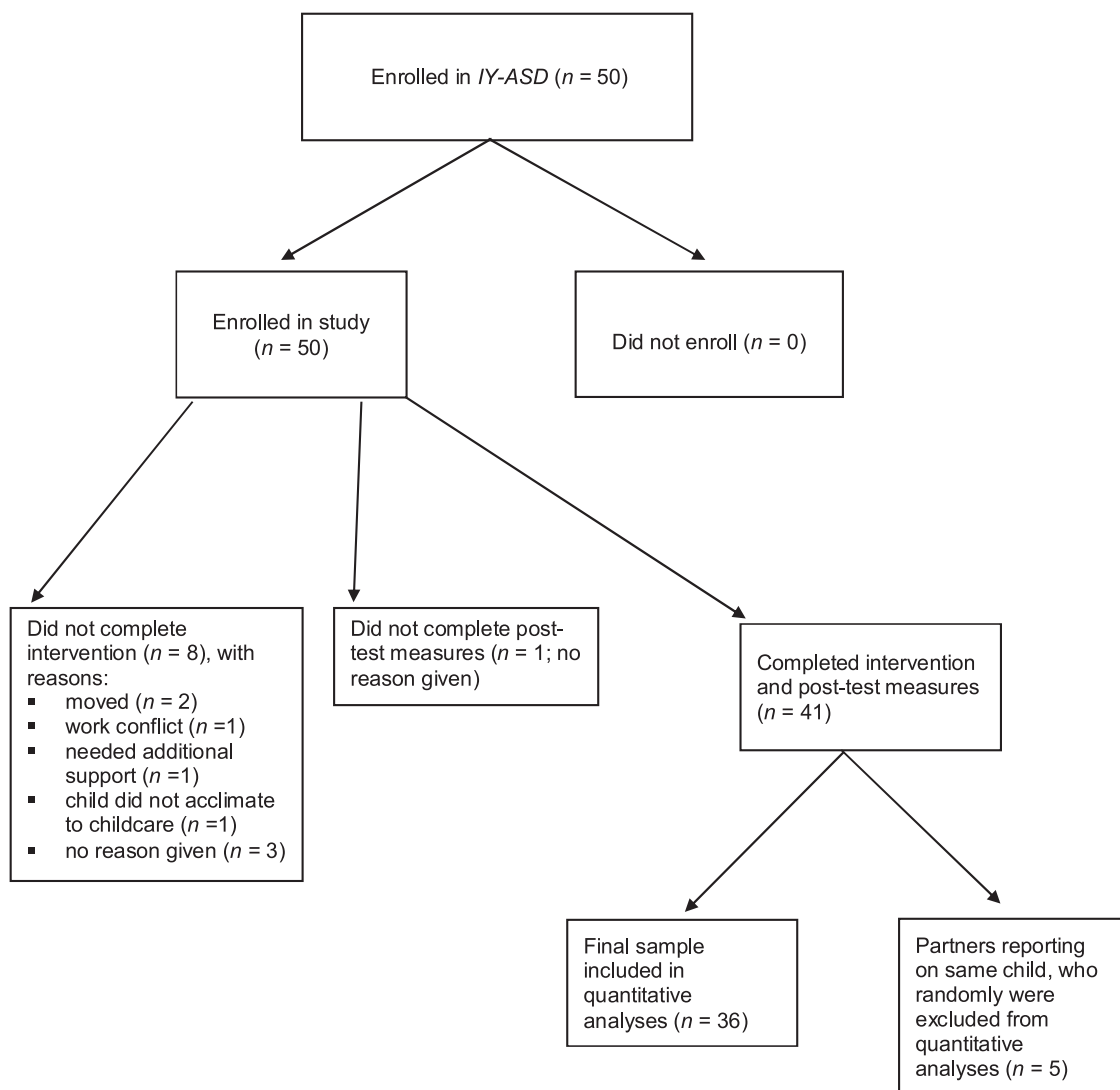 Enrolled in IY-ASD (n = 50)
Enrolled in study
(n = 50)
Did not enroll (n = 0)
Did not complete
intervention (n = 8), with
reasons:
▪ moved (n = 2)
▪ work conflict (n =1)
▪ needed additional
support (n =1)
▪ child did not acclimate
to childcare (n =1)
▪ no reason given (n = 3)
Did not complete post-
test measures (n = 1; no
reason given)
Completed intervention
and post-test measures
(n = 41)
Final sample
included in
quantitative
analyses (n = 36)
Partners reporting
on same child, who
randomly were
excluded from
quantitative
analyses (n = 5)